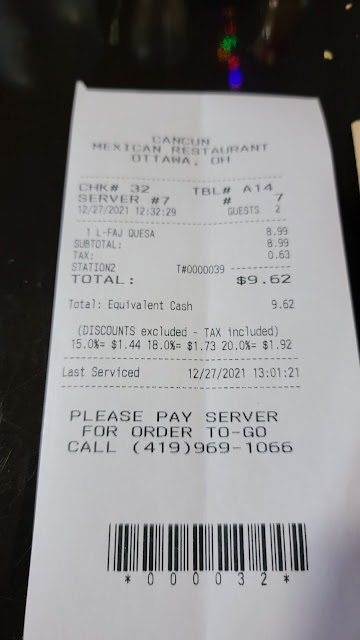 CANCUN
MEXICAN RESTAURANT
OTTAWA, OH
CHK# 32 TBL# A14
SERVER #7 # 7
12/27/2021 12:32:29 GUESTS 2
1 L-FAJ QUESA 8.99
SUBTOTAL: 8.99
TAX: 0.63
STATION2 T#0000039
TOTAL: $9.62
Total: Equivalent Cash 9.62
(DISCOUNTS excluded - TAX included)
15.0%= $1.44 18.0%= $1.73 20.0%= $1.92
Last Serviced 12/27/2021 13:01:21
PLEASE PAY SERVER
FOR ORDER TO-GO
CALL (419)969-1066
*000032*